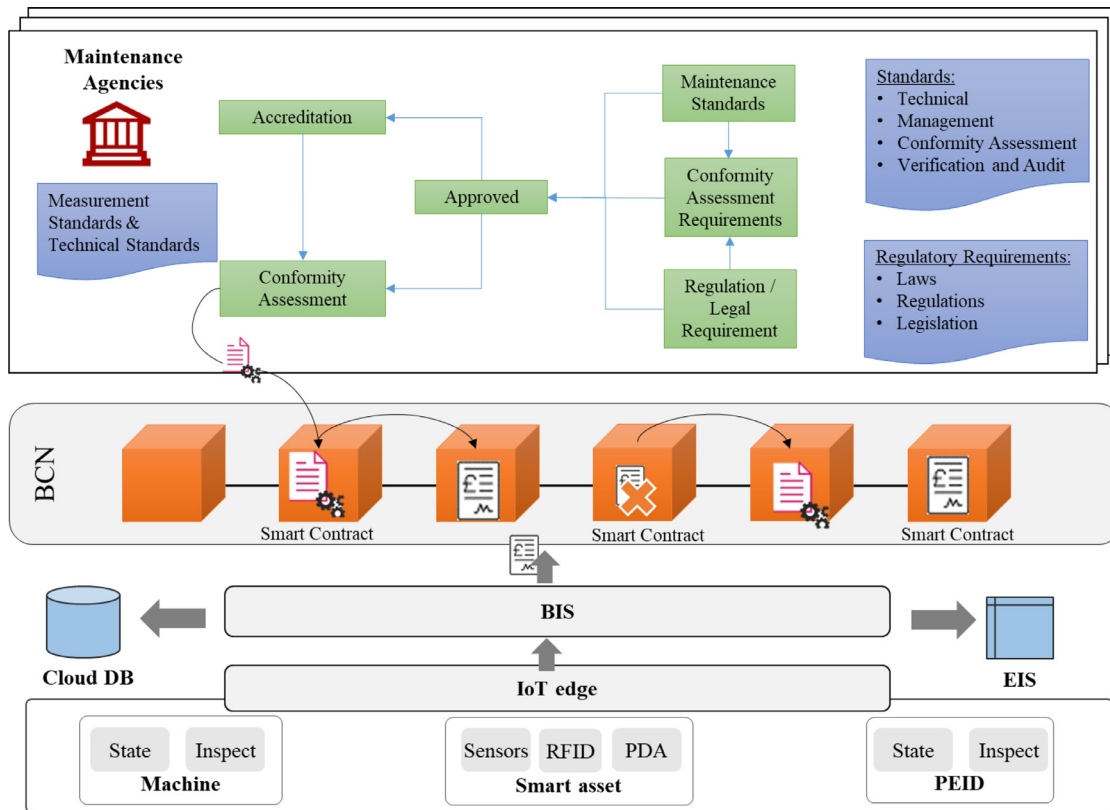 Maintenance
Agencies
Measurement
Standards &
Technical Standards
Accreditation
Conformity
Assessment
Approved
Maintenance
Standards
Conformity
Assessment
Requirements
Regulation /
Legal
Requirement
Standards:
• Technical
• Management
• Conformity Assessment
• Verification and Audit
Regulatory Requirements:
• Laws
• Regulations
• Legislation
BCN
£
£
£
Smart Contract
Smart Contract
Smart Contract
£
BIS
Cloud DB
EIS
IoT edge
State
Inspect
Machine
Sensors
RFID
PDA
Smart asset
State
Inspect
PEID